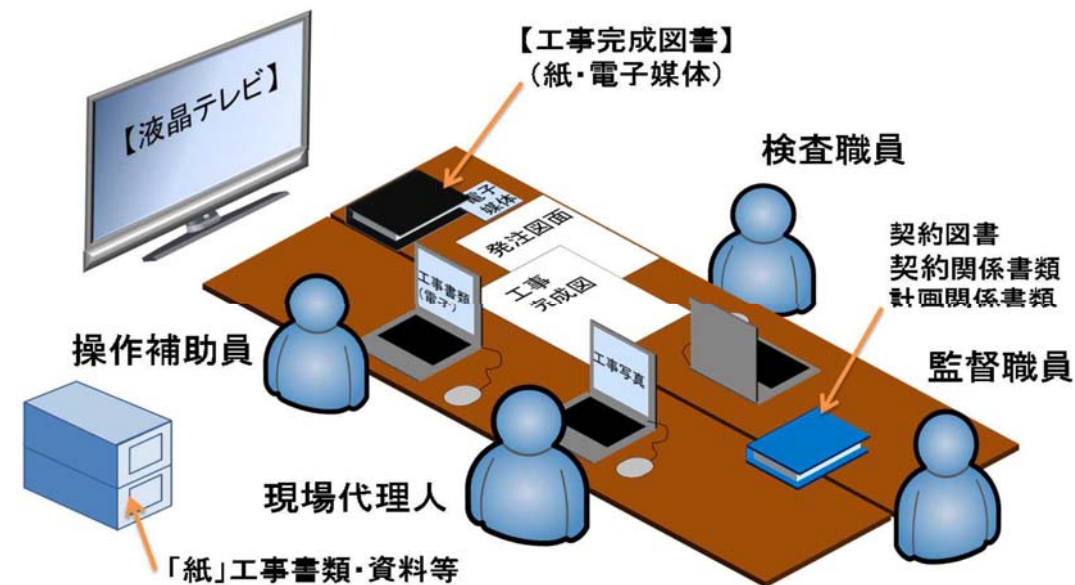 【工事完成図書】
(紙・電子媒体)
【液晶テレビ】
検査職員
電子
媒体
発注図面
契約図書
契約関係書類
計画関係書類
工事書類
(電子)
工事
完成図
操作補助員
工事写真
監督職員
現場代理人
「紙」工事書類・資料等